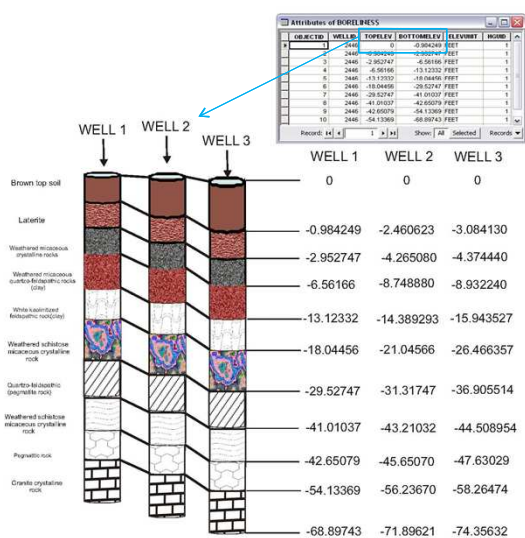 Attributes of BORELINESS
OBJECTID WELLID TOPELEV BOTTOMELEV ELEVUNIT HGUID
1 2446 0 -0.984249 FEET 1
2 2446 -0.984249 -2.952747 FEET 1
3 2446 -2.952747 -6.56166 FEET 1
4 2446 -6.56166 -13.12332 FEET 1
5 2446 -13.12332 -18.04456 FEET 1
6 2446 -18.04456 -29.52747 FEET 1
7 2446 -29.52747 -41.01037 FEET 1
8 2446 -41.01037 -42.65079 FEET 1
9 2446 -42.65079 -54.13369 FEET 1
10 2446 -54.13369 -68.89743 FEET 1
Record: 1 Show: All Selected Records
WELL 1 WELL 2 WELL 3
WELL 1 WELL 2 WELL 3
Brown top soil
0 0 0
Laterite
-0.984249 -2.460623 -3.084130
Weathered micaceous
crystalline rocks
-2.952747 -4.265080 -4.374440
Weathered micaceous
quartzo-feldspathic rocks
(clay)
-6.56166 -8.748880 -8.932240
White kaolinitized
feldspathic rock(clay)
-13.12332 -14.389293 -15.943527
Weathered schistose
micaceous crystalline
rock
-18.04456 -21.04566 -26.466357
Quartzo-feldspathic
(pegmatite rock)
-29.52747 -31.31747 -36.905514
Weathered schistose
micaceous crystalline
rock
-41.01037 -43.21032 -44.508954
Pegmatite rock
-42.65079 -45.65070 -47.63029
Granite crystalline
rock
-54.13369 -56.23670 -58.26474
-68.89743 -71.89621 -74.35632